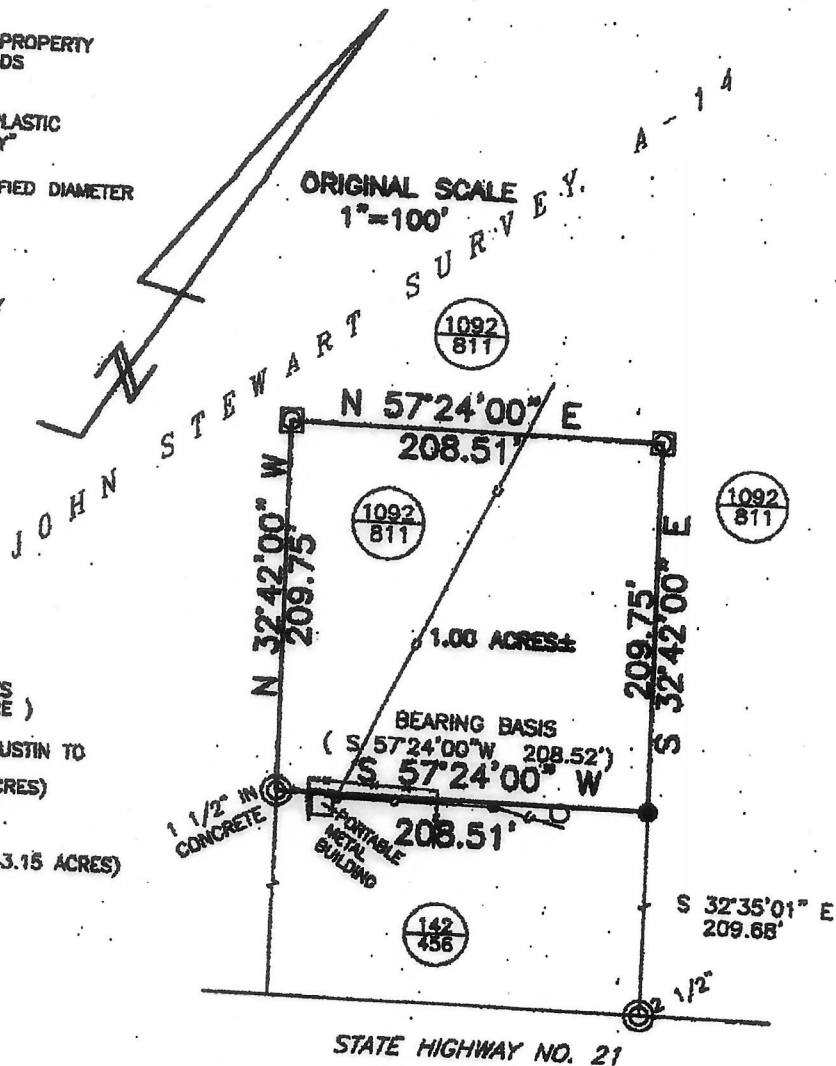 PROPERTY
DS
PLASTIC
Y"
FIED DIAMETER
ORIGINAL SCALE
1"=100'
JOHN STEWART SURVEY, A-14
N
1092
811
N 57°24'00" E
208.51'
1092
811
1092
811
N 32°42'00" W
209.75'
209.75'
S 32°42'00" E
1.00 ACRES±
BEARING BASIS
( S 57°24'00"W 208.52')
S 57°24'00" W
208.51'
1 1/2" IN
CONCRETE
PORTABLE
METAL
BUILDING
S
RE )
USTIN TO
CRES)
3.15 ACRES)
142
456
S 32°35'01" E
209.68'
2 1/2"
STATE HIGHWAY NO. 21